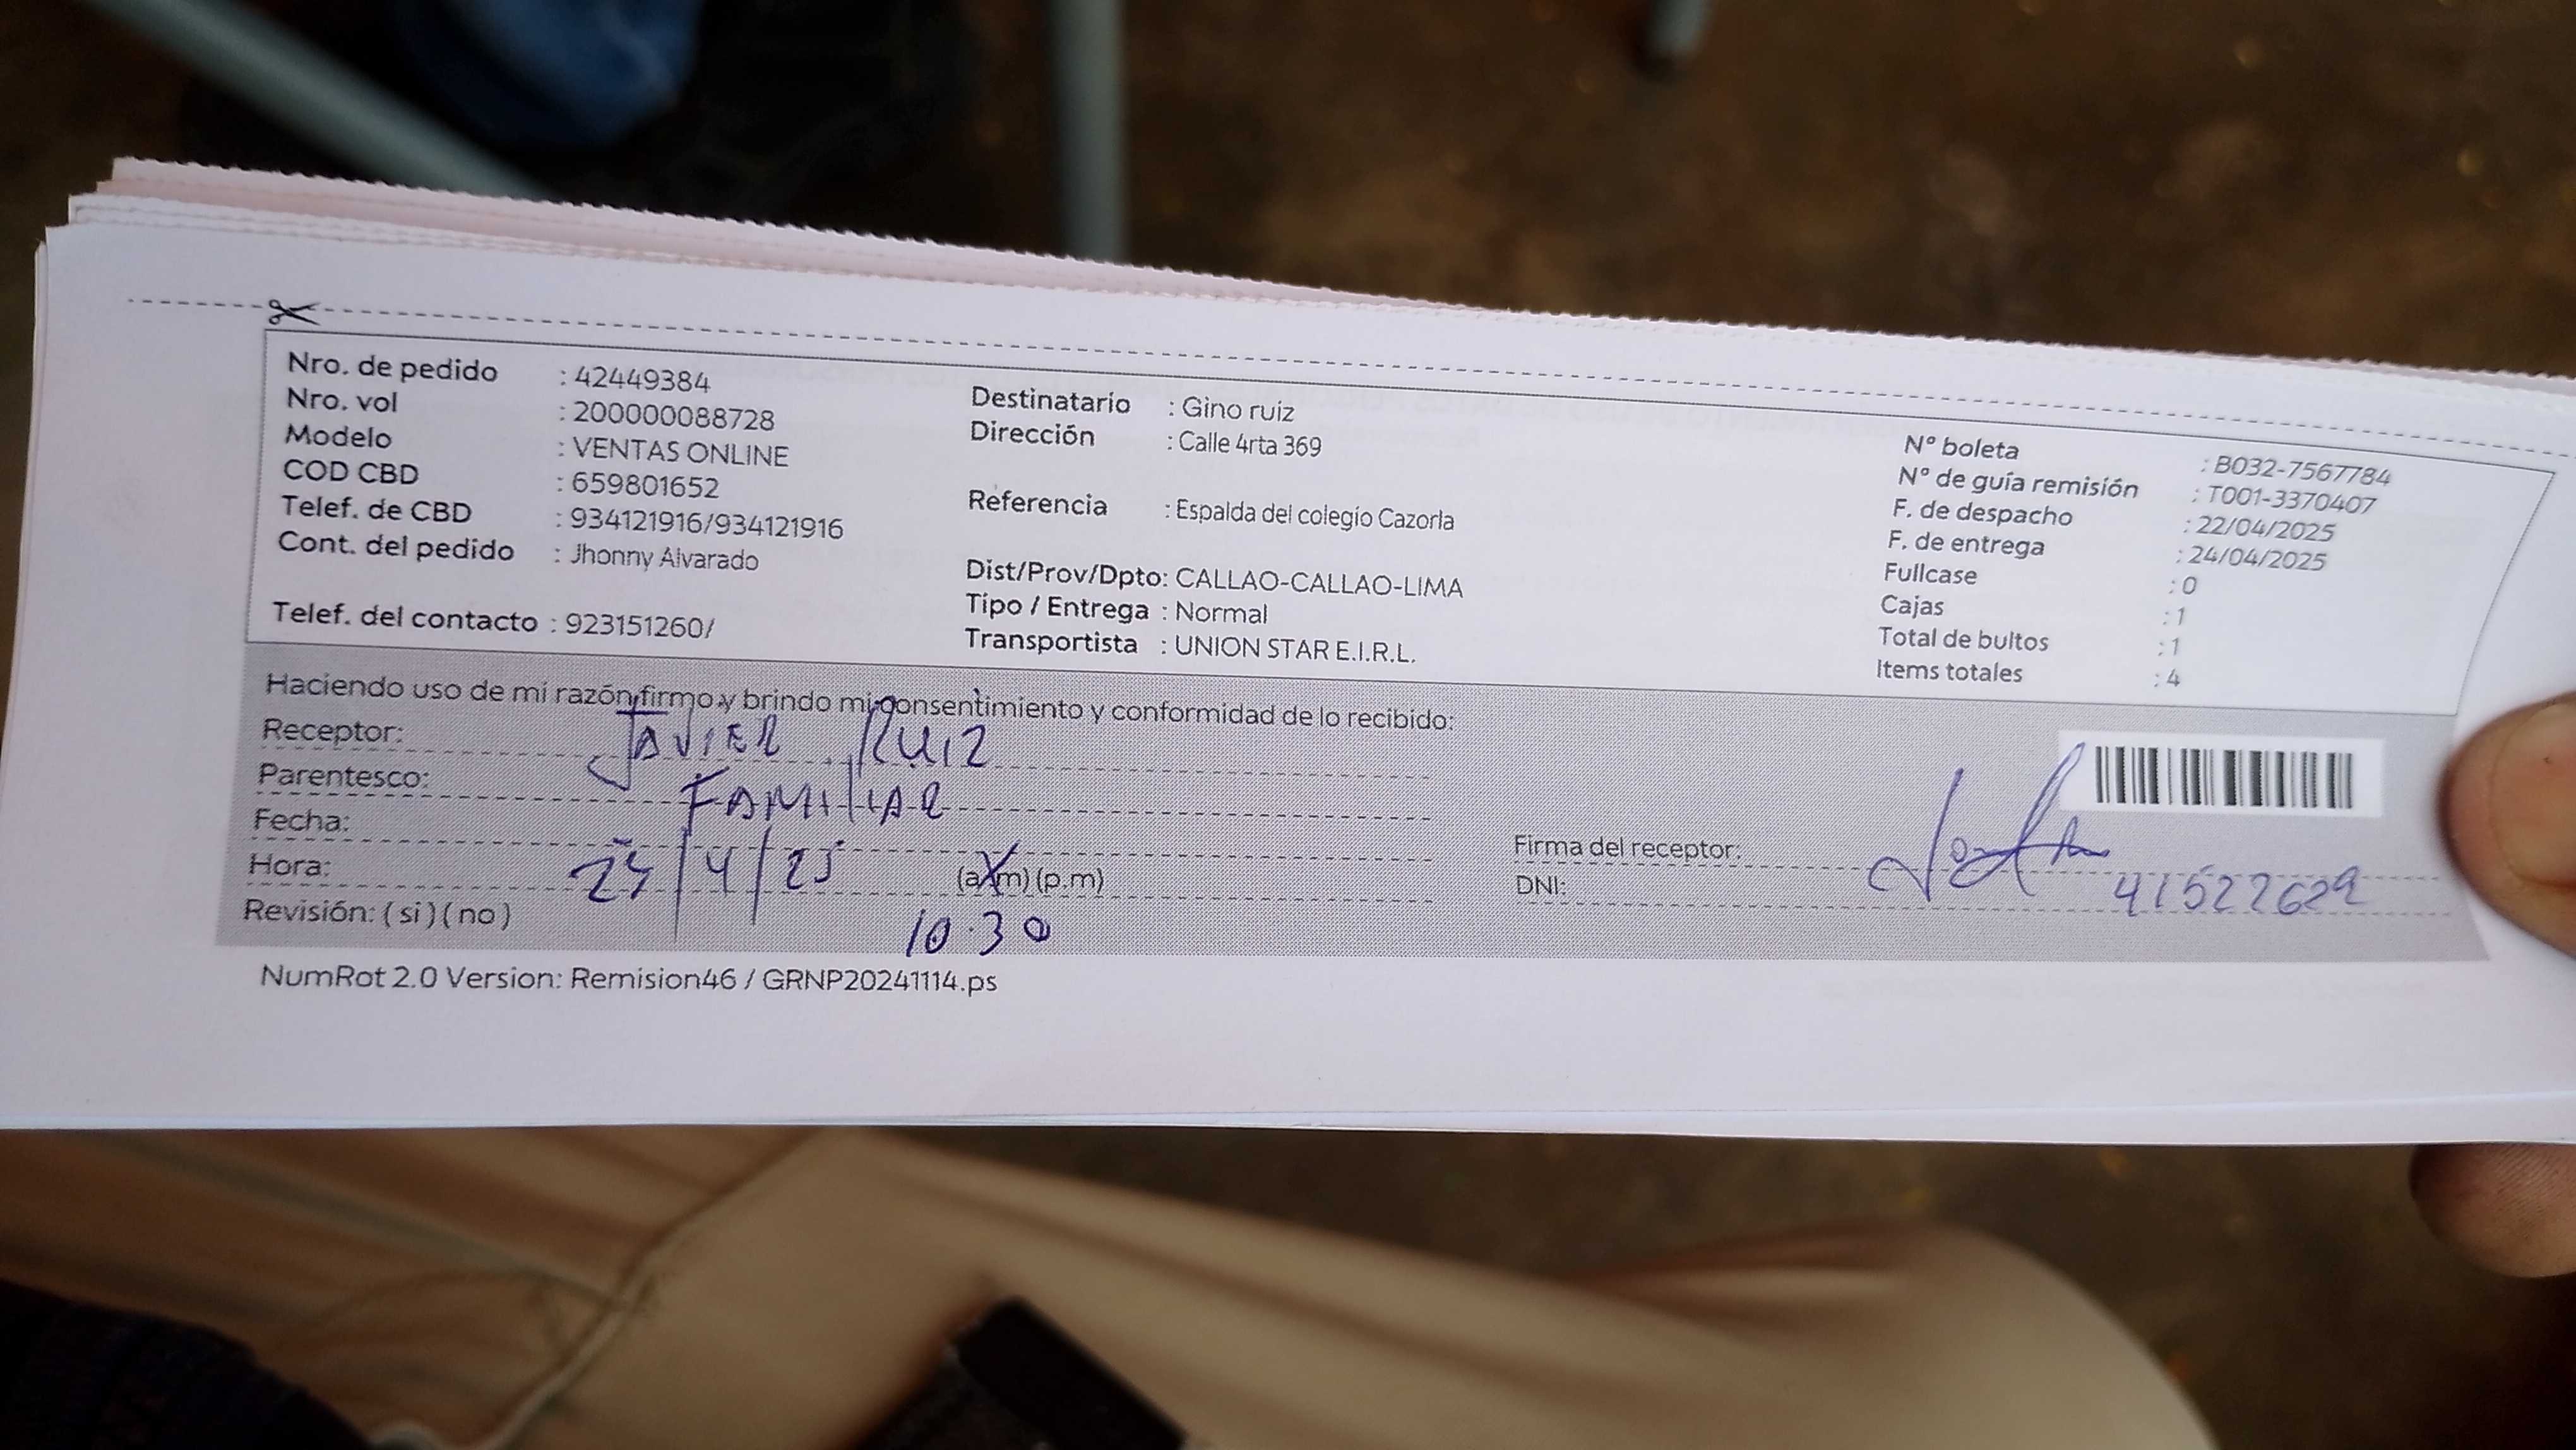 Nro. de pedido : 42449384
Nro. vol : 200000088728
Modelo : VENTAS ONLINE
COD CBD : 659801652
Telef. de CBD : 934121916/934121916
Cont. del pedido : Jhonny Alvarado
Telef. del contacto : 923151260/
Destinatario : Gino ruiz
Dirección : Calle 4rta 369
Referencia : Espalda del colegio Cazorla
Dist/Prov/Dpto: CALLAO-CALLAO-LIMA
Tipo / Entrega : Normal
Transportista : UNION STAR E.I.R.L.
N° boleta : B032-7567784
N° de guía remisión : T001-3370407
F. de despacho : 22/04/2025
F. de entrega : 24/04/2025
Fullcase : 0
Cajas : 1
Total de bultos : 1
Items totales : 4
Haciendo uso de mi razón, firmo y brindo mi consentimiento y conformidad de lo recibido:
Receptor: JAVIER RUIZ
Parentesco: FAMILIAR
Fecha: 24/4/25
Hora: (a.m) (p.m)
10:30
Revisión: ( si ) ( no )
Firma del receptor:
DNI: 41522629
NumRot 2.0 Version: Remision46 / GRNP20241114.ps